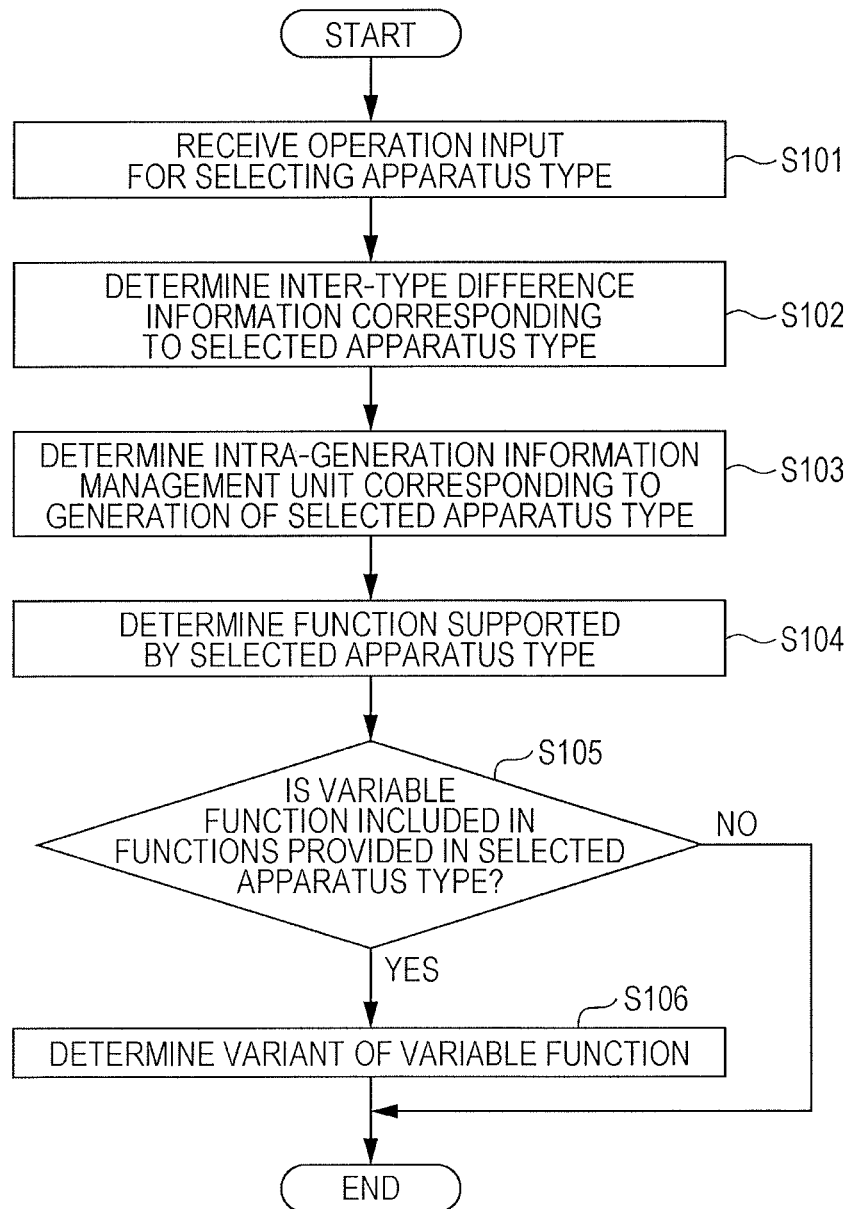 START
RECEIVE OPERATION INPUT
FOR SELECTING APPARATUS TYPE
S101
DETERMINE INTER-TYPE DIFFERENCE
INFORMATION CORRESPONDING
TO SELECTED APPARATUS TYPE
S102
DETERMINE INTRA-GENERATION INFORMATION
MANAGEMENT UNIT CORRESPONDING TO
GENERATION OF SELECTED APPARATUS TYPE
S103
DETERMINE FUNCTION SUPPORTED
BY SELECTED APPARATUS TYPE
S104
S105
IS VARIABLE
FUNCTION INCLUDED IN
FUNCTIONS PROVIDED IN SELECTED
APPARATUS TYPE?
NO
YES
S106
DETERMINE VARIANT OF VARIABLE FUNCTION
END